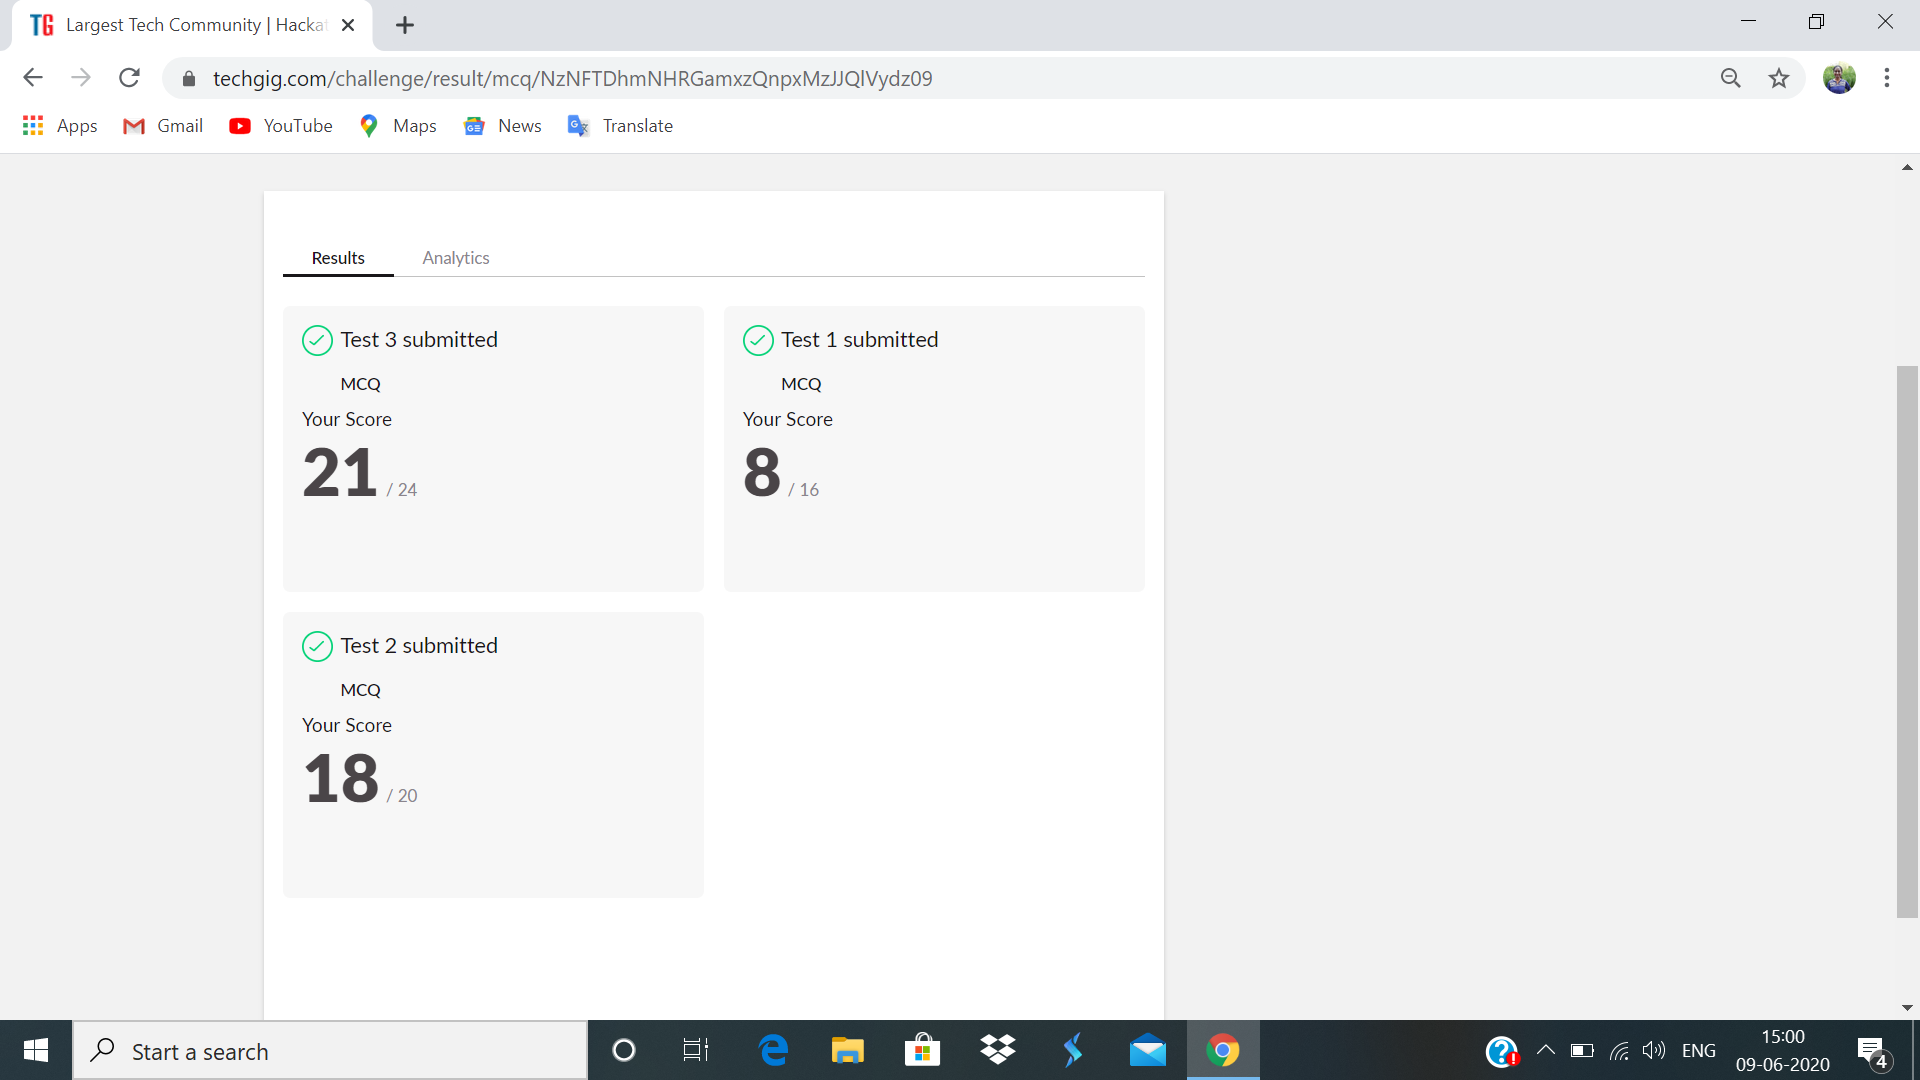 TG Largest Tech Community | Hacka
techgig.com/challenge/result/mcq/NzNFTDhmNHRGamxzQnpxMzJJQlVydz09
Apps Gmail YouTube Maps News Translate
Results Analytics
Test 3 submitted
MCQ
Your Score
21 / 24
Test 1 submitted
MCQ
Your Score
8 / 16
Test 2 submitted
MCQ
Your Score
18 / 20
Start a search
ENG
15:00
09-06-2020
4